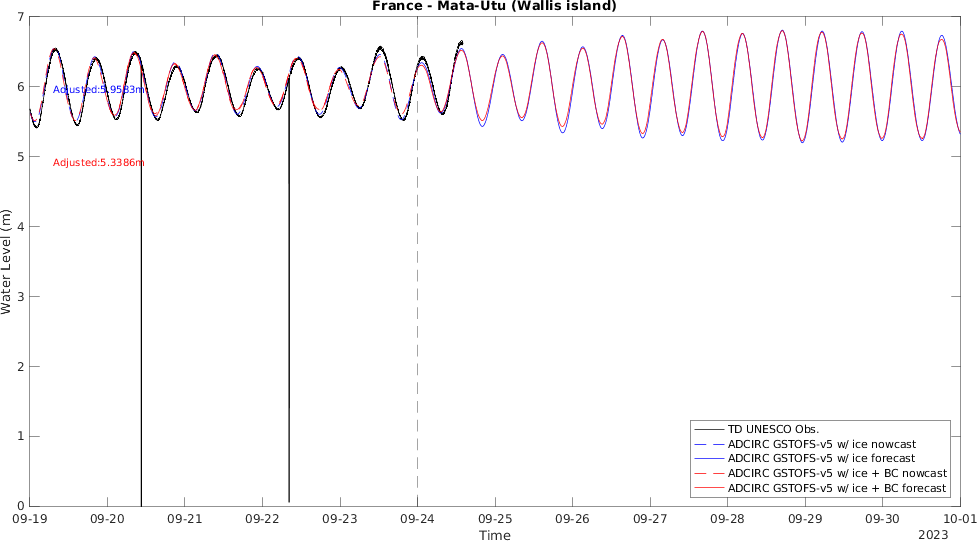 France - Mata-Utu (Wallis island)
7
6
5
4
3
2
1
0
Water Level (m)
Adjusted:5.9583m
Adjusted:5.3386m
TD UNESCO Obs.
ADCIRC GSTOFS-v5 w/ ice nowcast
ADCIRC GSTOFS-v5 w/ ice forecast
ADCIRC GSTOFS-v5 w/ ice + BC nowcast
ADCIRC GSTOFS-v5 w/ ice + BC forecast
09-19 09-20 09-21 09-22 09-23 09-24 09-25 09-26 09-27 09-28 09-29 09-30 10-01
Time
2023